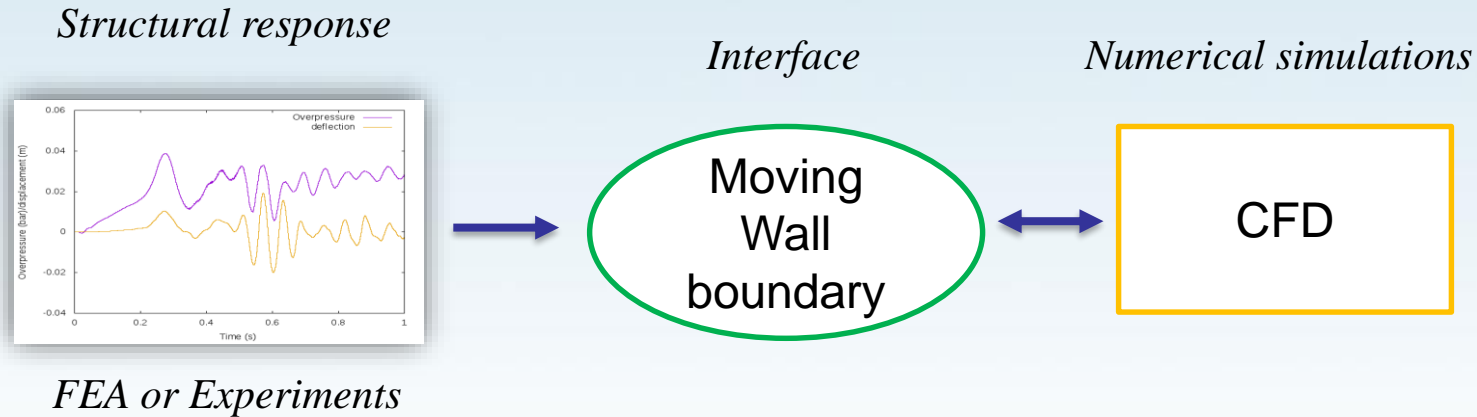 Structural response
Interface
Numerical simulations
Overpressure (bar)/displacement (m)
0.06
0.04
0.02
0
-0.02
-0.04
Overpressure
deflection
0
0.2
0.4
0.6
0.8
1
Time (s)
Moving
Wall
boundary
CFD
FEA or Experiments